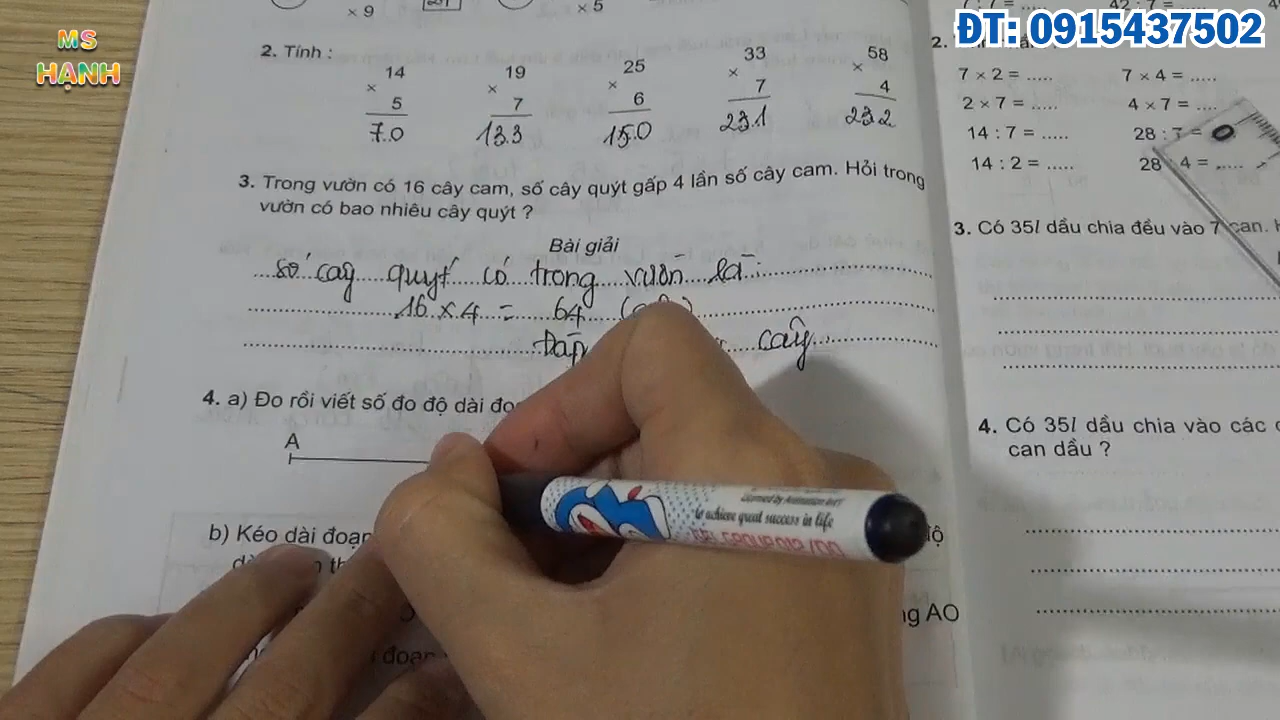 MS
HẠNH
ĐT: 0915437502
× 9
× 5
2. Tính :
14
×
5
70
19
×
7
133
25
×
6
150
33
×
7
231
58
×
4
232
3. Trong vườn có 16 cây cam, số cây quýt gấp 4 lần số cây cam. Hỏi trong
vườn có bao nhiêu cây quýt ?
Bài giải
số cây quýt có trong vườn là:
16 × 4 = 64
Đáp cây
4. a) Đo rồi viết số đo độ dài
A
b) Kéo dài
AO
2.
7 × 2 = ..... 7 × 4 = .....
2 × 7 = ..... 4 × 7 = ....
14 : 7 = ..... 28 : 7 =
14 : 2 = ..... 28 : 4 = .....
0
3. Có 35l dầu chia đều vào 7 can.
4. Có 35l dầu chia vào các
can dầu ?